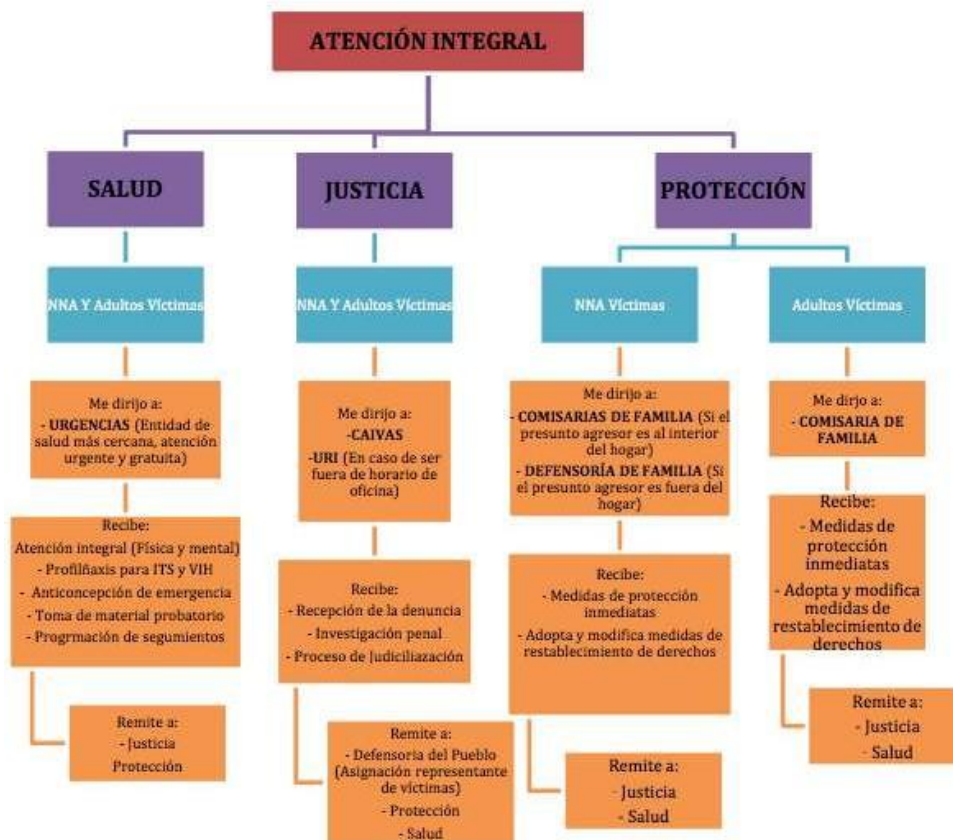 ATENCIÓN INTEGRAL
SALUD
NNA Y Adultos Víctimas
Me dirijo a:
- URGENCIAS (Entidad de
salud más cercana, atención
urgente y gratuita)
Recibe:
Atención integral (Física y mental)
- Profilñaxis para ITS y VIH
- Anticoncepción de emergencia
- Toma de material probatorio
- Progrmación de segumientos
Remite a:
- Justicia
Protección
JUSTICIA
NNA Y Adultos Víctimas
Me dirijo a:
-CAIVAS
-URI (En caso de ser
fuera de horario de
oficina)
Recibe:
- Recepción de la denuncia
- Investigación penal
- Proceso de Judiciliazación
Remite a:
- Defensoria del Pueblo
(Asignación representante
de víctimas)
- Protección
- Salud
PROTECCIÓN
NNA Víctimas
Me dirijo a:
- COMISARIAS DE FAMILIA (Si el
presunto agresor es al interior
del hogar)
- DEFENSORÍA DE FAMILIA (Si
el presunto agresor es fuera del
hogar)
Recibe:
- Medidas de protección
inmediatas
- Adopta y modifica medidas de
restablecimiento de derechos
Remite a:
- Justicia
- Salud
Adultos Víctimas
Me dirjo a:
- COMISARIA DE
FAMILIA
Recibe:
- Medidas de
protección
inmediatas
- Adopta y modifica
medidas de
restablecimiento de
derechos
Remite a:
- Justicia
- Salud